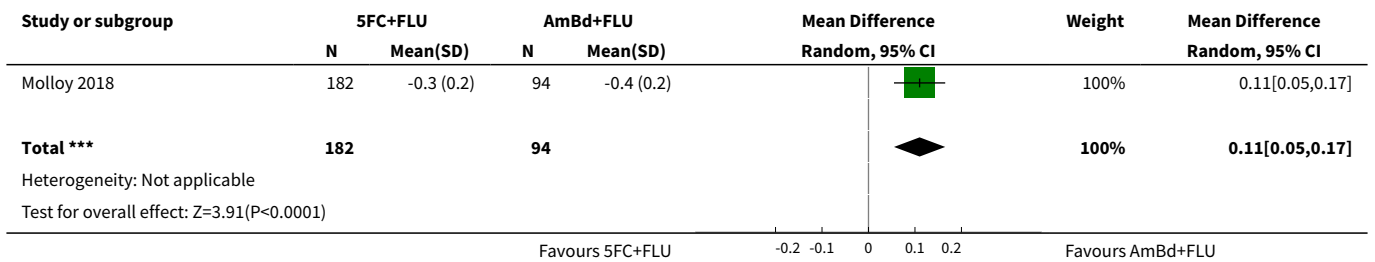 Study or subgroup 5FC+FLU AmBd+FLU Mean Difference Weight Mean Difference
N Mean(SD) N Mean(SD) Random, 95% CI Random, 95% CI
Molloy 2018 182 -0.3 (0.2) 94 -0.4 (0.2) 100% 0.11[0.05,0.17]
Total *** 182 94 100% 0.11[0.05,0.17]
Heterogeneity: Not applicable
Test for overall effect: Z=3.91(P<0.0001)
Favours 5FC+FLU -0.2 -0.1 0 0.1 0.2 Favours AmBd+FLU